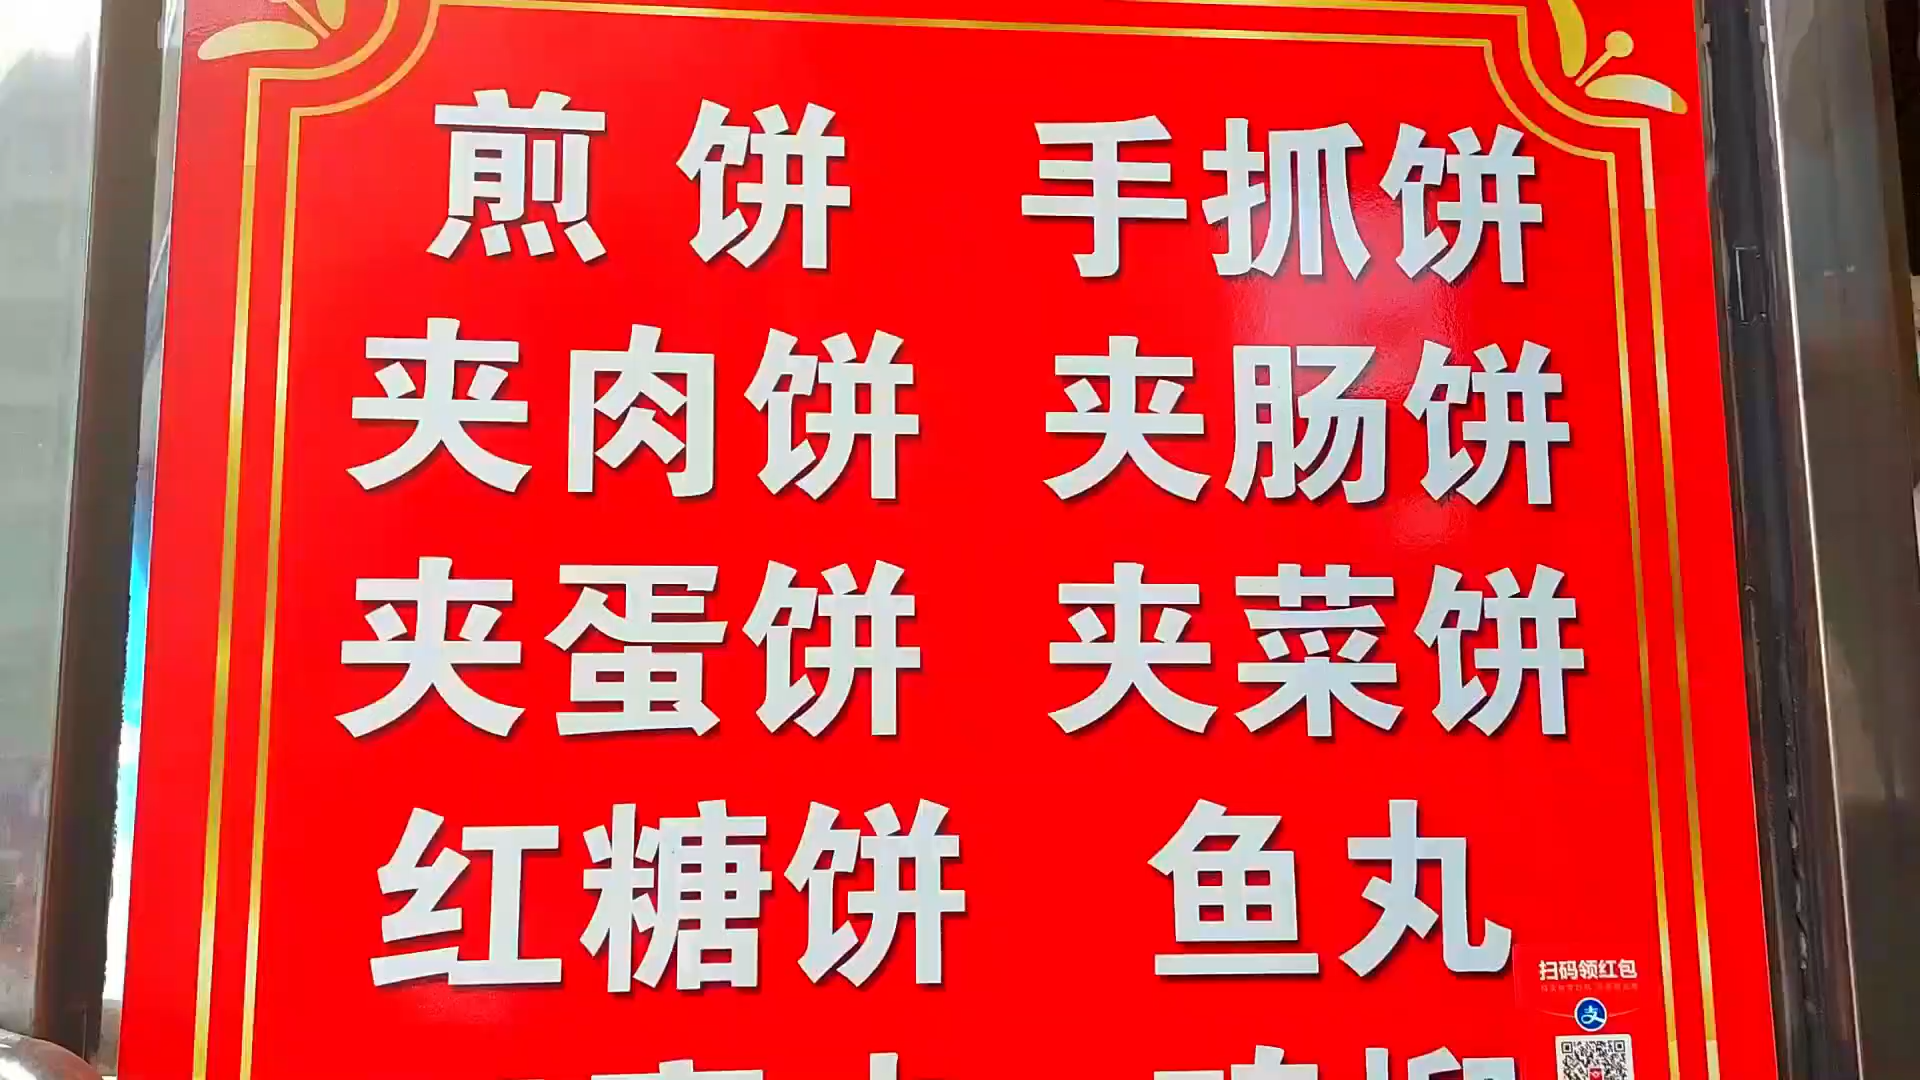 煎饼 手抓饼
夹肉饼 夹肠饼
夹蛋饼 夹菜饼
红糖饼 鱼丸
扫码领红包
支